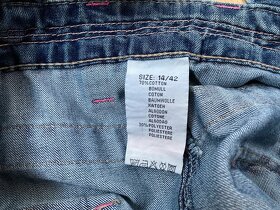 SIZE: 14/42
70%COTTON
BOMULL
COTON
BAUMWOLLE
KATOEN
ALGODON
COTONE
ALGODAO
30%POLYESTER
POLIESTERE
POLYESTER